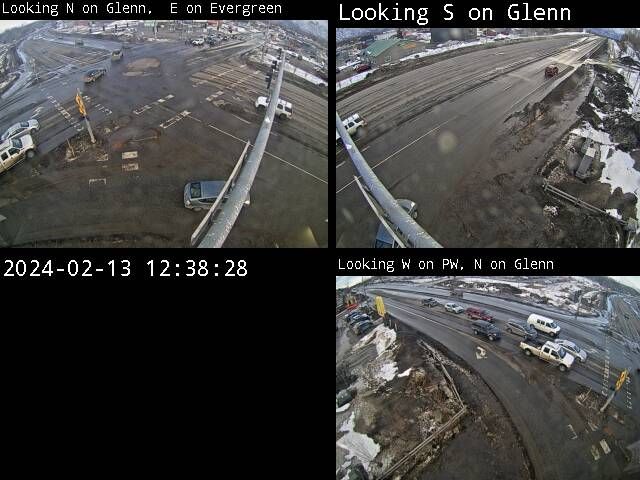 Looking N on Glenn,  E on Evergreen
Looking S on Glenn
2024-02-13 12:38:28
Looking W on PW, N on Glenn